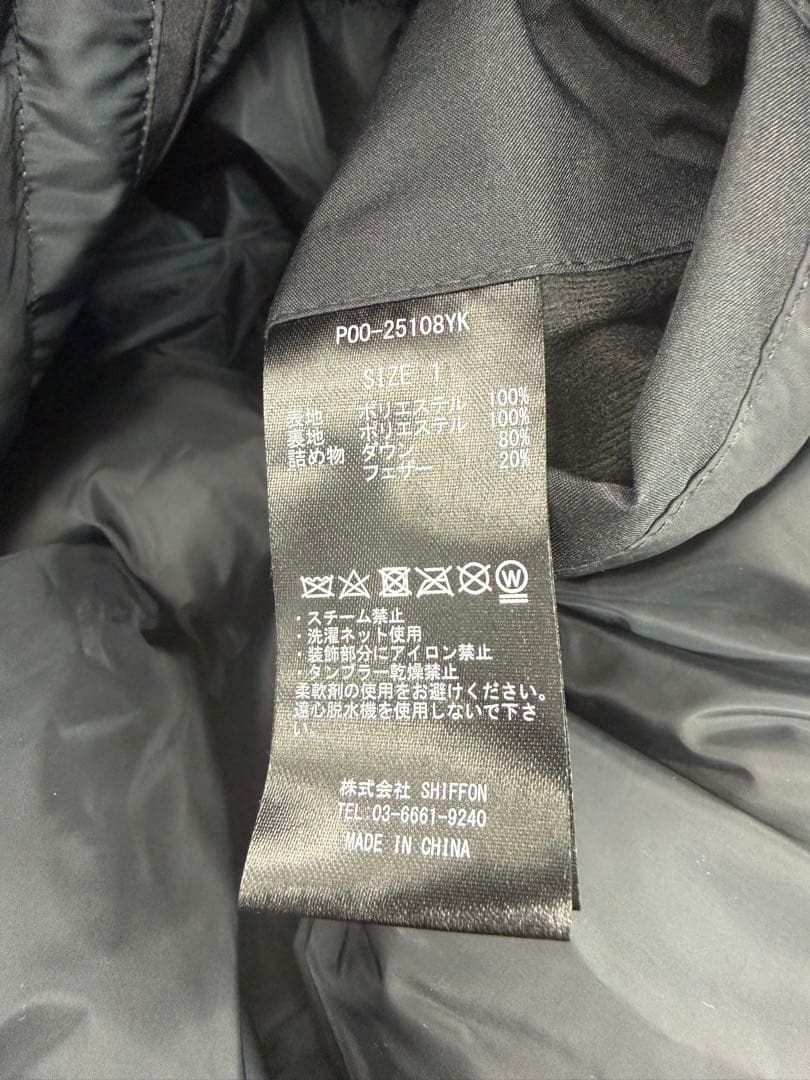 P00-25108YK
SIZE 1
表地 ポリエステル 100%
裏地 ポリエステル 100%
詰め物 ダウン 80%
フェザー 20%
W
・スチーム禁止
・洗濯ネット使用
・装飾部分にアイロン禁止
・タンブラー乾燥禁止
柔軟剤の使用をお避けください。
遠心脱水機を使用しないで下さ
い。
株式会社 SHIFFON
TEL:03-6661-9240
MADE IN CHINA